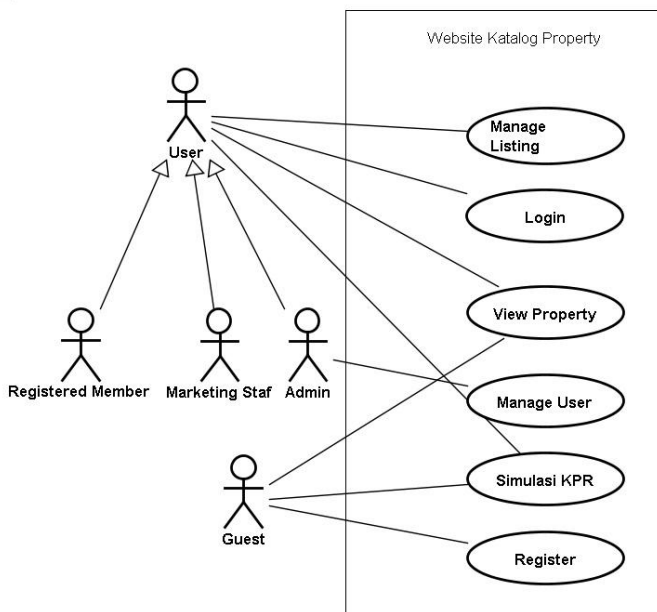 Website Katalog Property
User
Manage
Listing
Login
View Property
Registered Member
Marketing Staf
Admin
Manage User
Simulasi KPR
Guest
Register